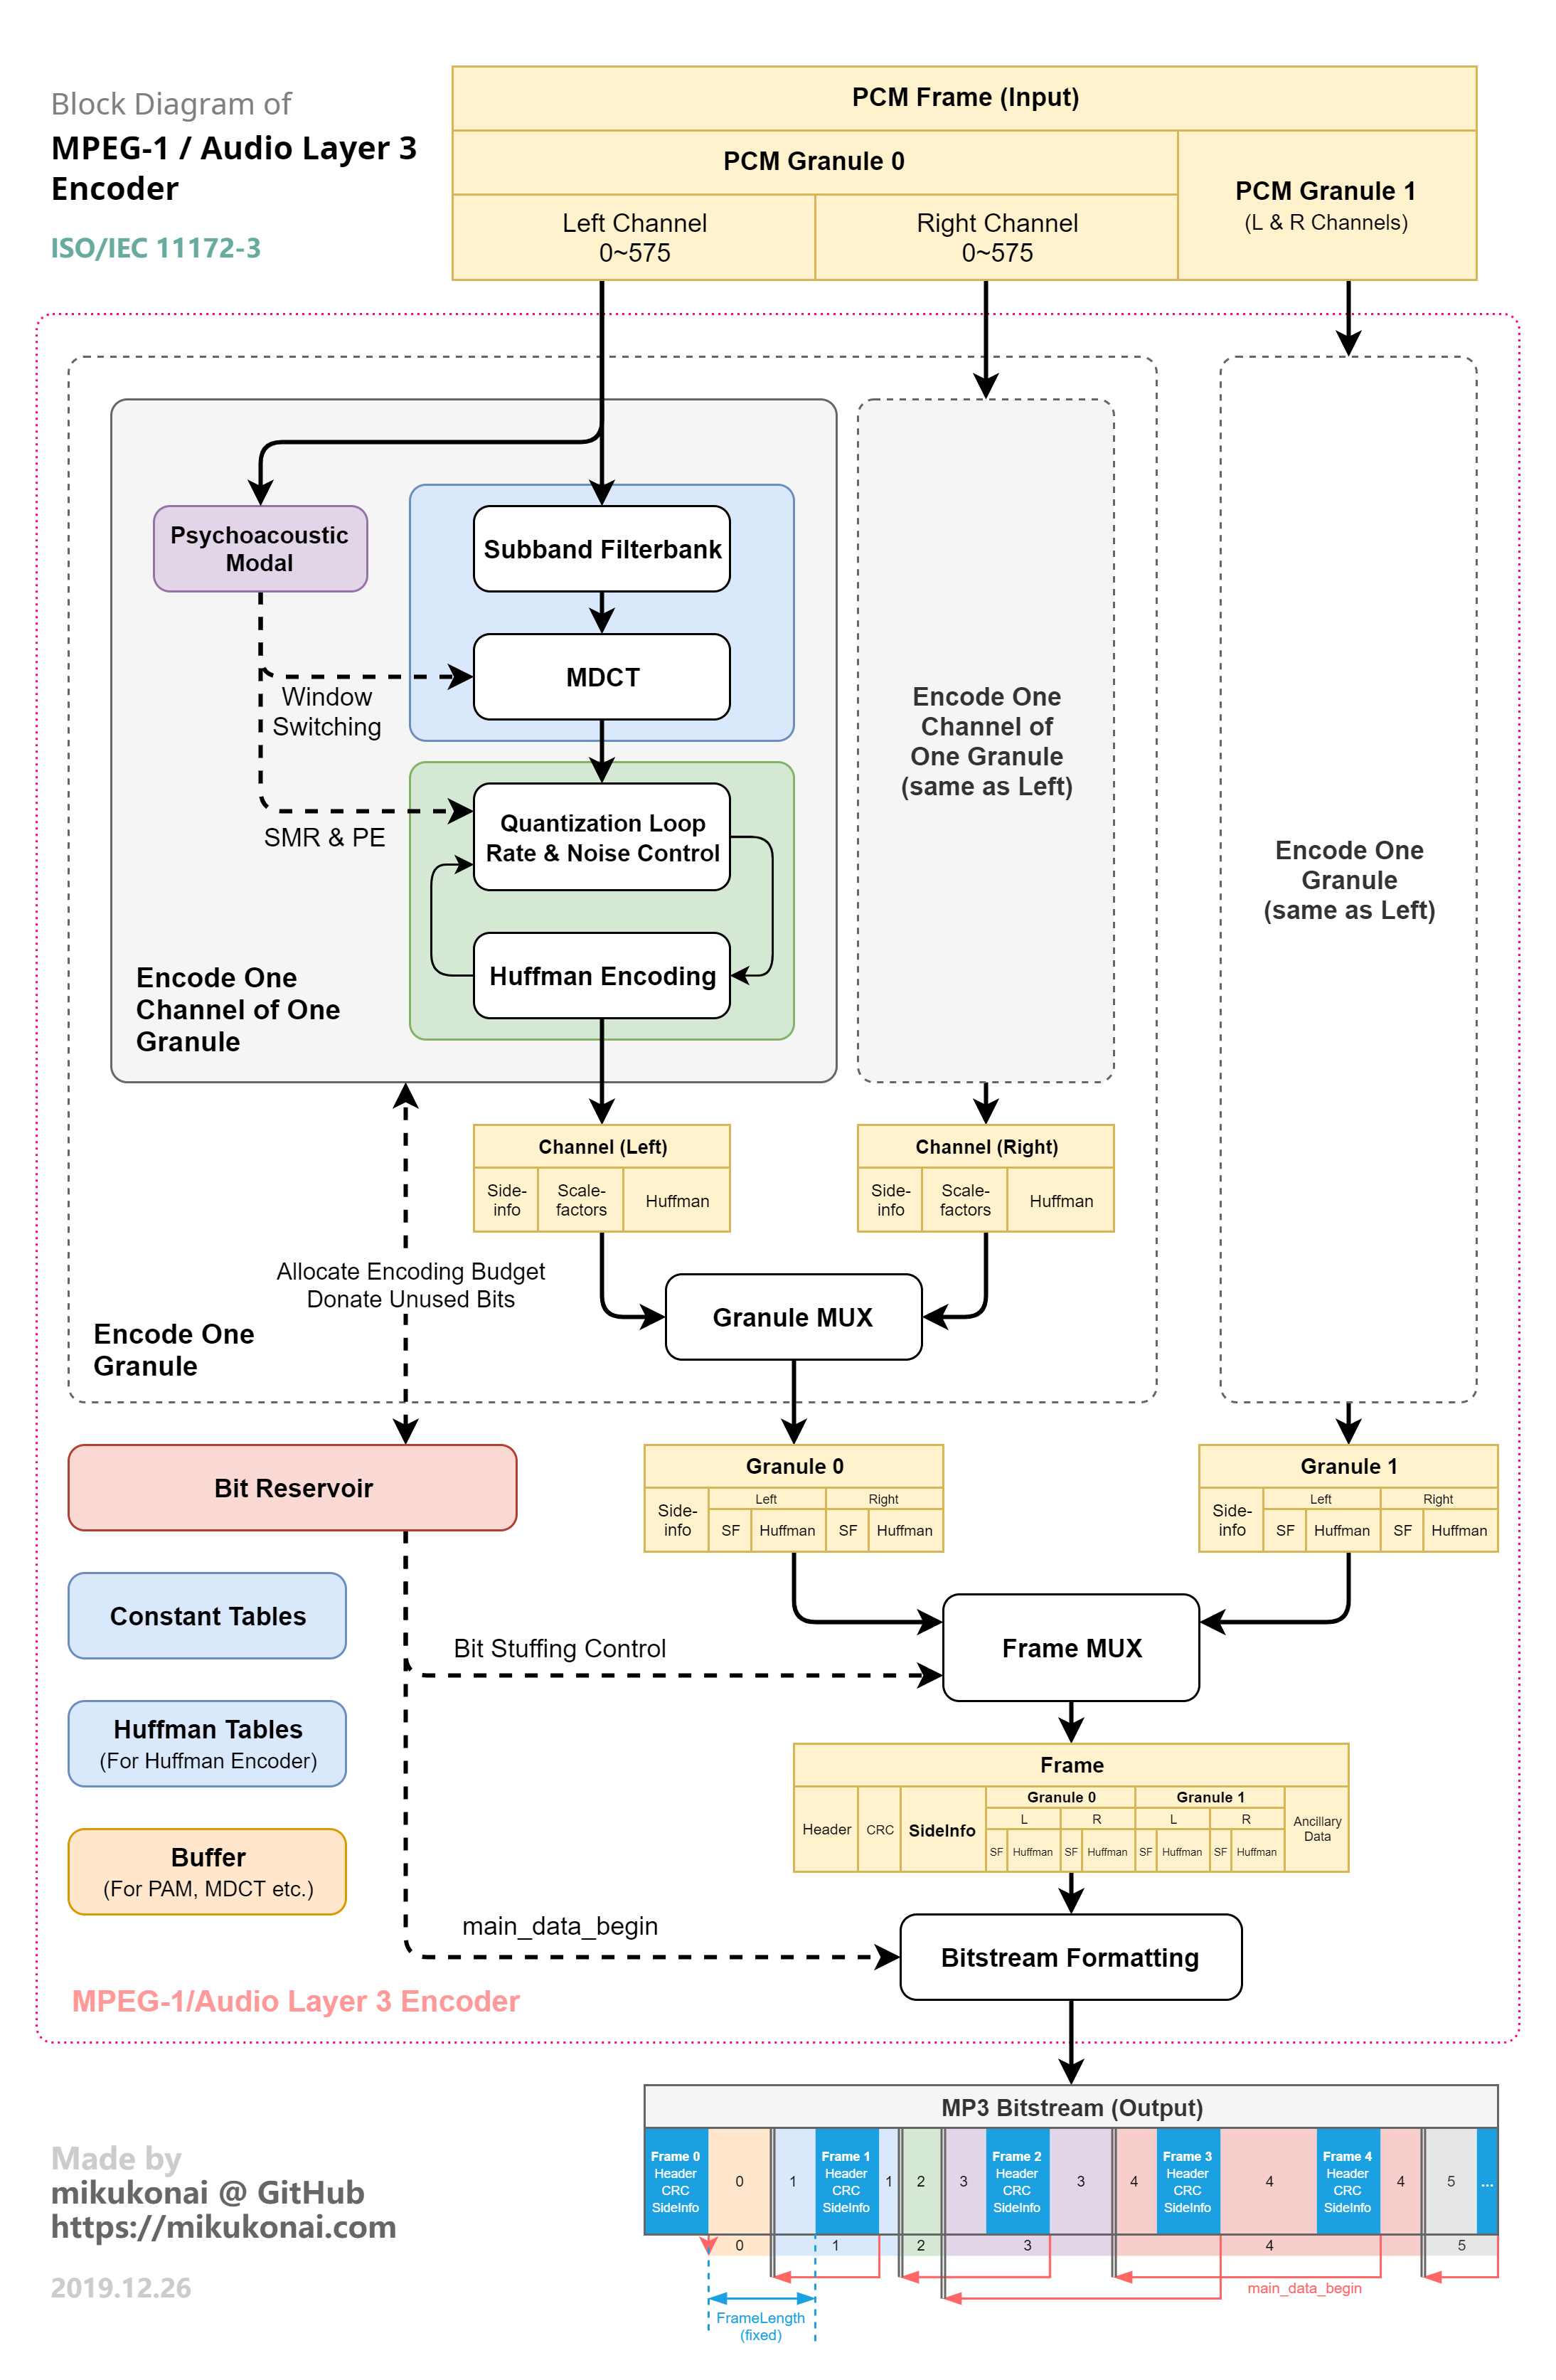 Block Diagram of
MPEG-1 / Audio Layer 3
Encoder
ISO/IEC 11172-3
PCM Frame (Input)
PCM Granule 0
Left Channel
0~575
Right Channel
0~575
PCM Granule 1
(L & R Channels)
Psychoacoustic
Modal
Subband Filterbank
MDCT
Window
Switching
SMR & PE
Quantization Loop
Rate & Noise Control
Huffman Encoding
Encode One
Channel of One
Granule
Encode One
Channel of
One Granule
(same as Left)
Encode One
Granule
(same as Left)
Channel (Left)
Side-
info
Scale-
factors
Huffman
Channel (Right)
Side-
info
Scale-
factors
Huffman
Allocate Encoding Budget
Donate Unused Bits
Granule MUX
Encode One
Granule
Bit Reservoir
Granule 0
Side-
info
Left
Right
SF
Huffman
SF
Huffman
Granule 1
Side-
info
Left
Right
SF
Huffman
SF
Huffman
Constant Tables
Bit Stuffing Control
Frame MUX
Huffman Tables
(For Huffman Encoder)
Frame
Header
CRC
SideInfo
Granule 0
Granule 1
L
R
L
R
SF
Huffman
SF
Huffman
SF
Huffman
SF
Huffman
Ancillary
Data
Buffer
(For PAM, MDCT etc.)
main_data_begin
Bitstream Formatting
MPEG-1/Audio Layer 3 Encoder
MP3 Bitstream (Output)
Frame 0
Header
CRC
SideInfo
0
1
Frame 1
Header
CRC
SideInfo
1
2
3
Frame 2
Header
CRC
SideInfo
3
4
Frame 3
Header
CRC
SideInfo
4
Frame 4
Header
CRC
SideInfo
4
5
...
0
1
2
3
4
5
main_data_begin
FrameLength
(fixed)
Made by
mikukonai @ GitHub
https://mikukonai.com
2019.12.26